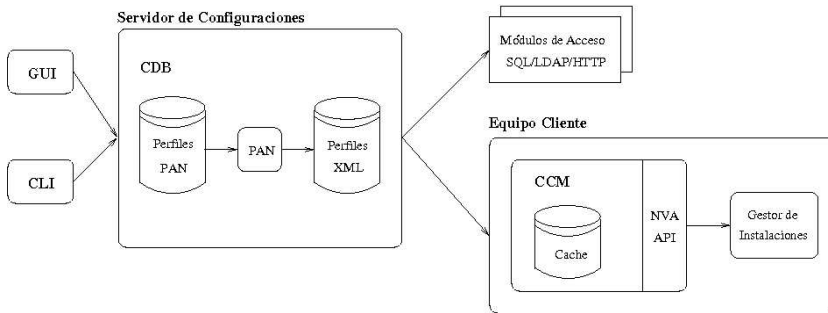 Servidor de Configuraciones
GUI
CLI
CDB
Perfiles
PAN
PAN
Perfiles
XML
Módulos de Acceso
SQL/LDAP/HTTP
Equipo Cliente
CCM
Cache
NVA
API
Gestor de
Instalaciones